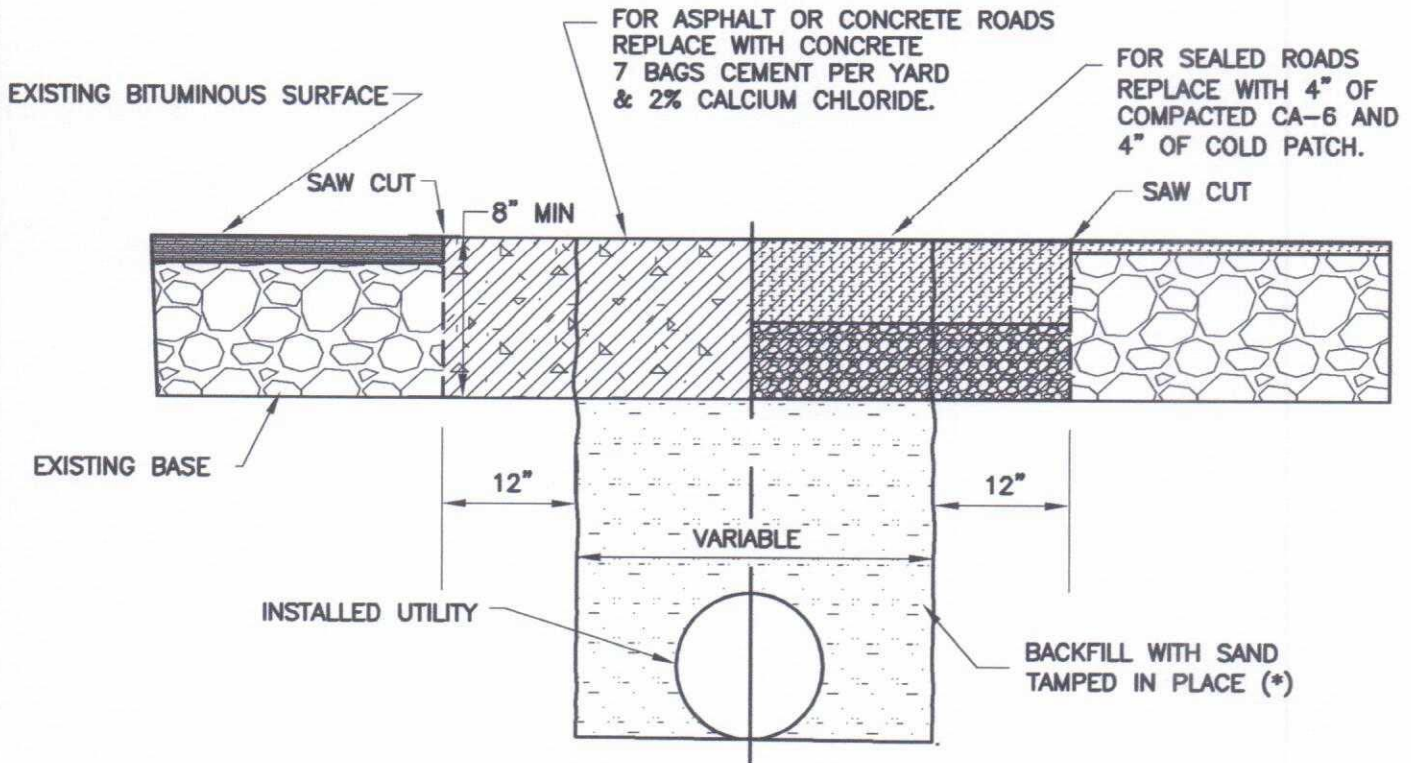 FOR ASPHALT OR CONCRETE ROADS
REPLACE WITH CONCRETE
7 BAGS CEMENT PER YARD
& 2% CALCIUM CHLORIDE.
FOR SEALED ROADS
REPLACE WITH 4" OF
COMPACTED CA-6 AND
4" OF COLD PATCH.
EXISTING BITUMINOUS SURFACE
SAW CUT
SAW CUT
8" MIN
EXISTING BASE
12"
12"
VARIABLE
INSTALLED UTILITY
BACKFILL WITH SAND
TAMPED IN PLACE (*)